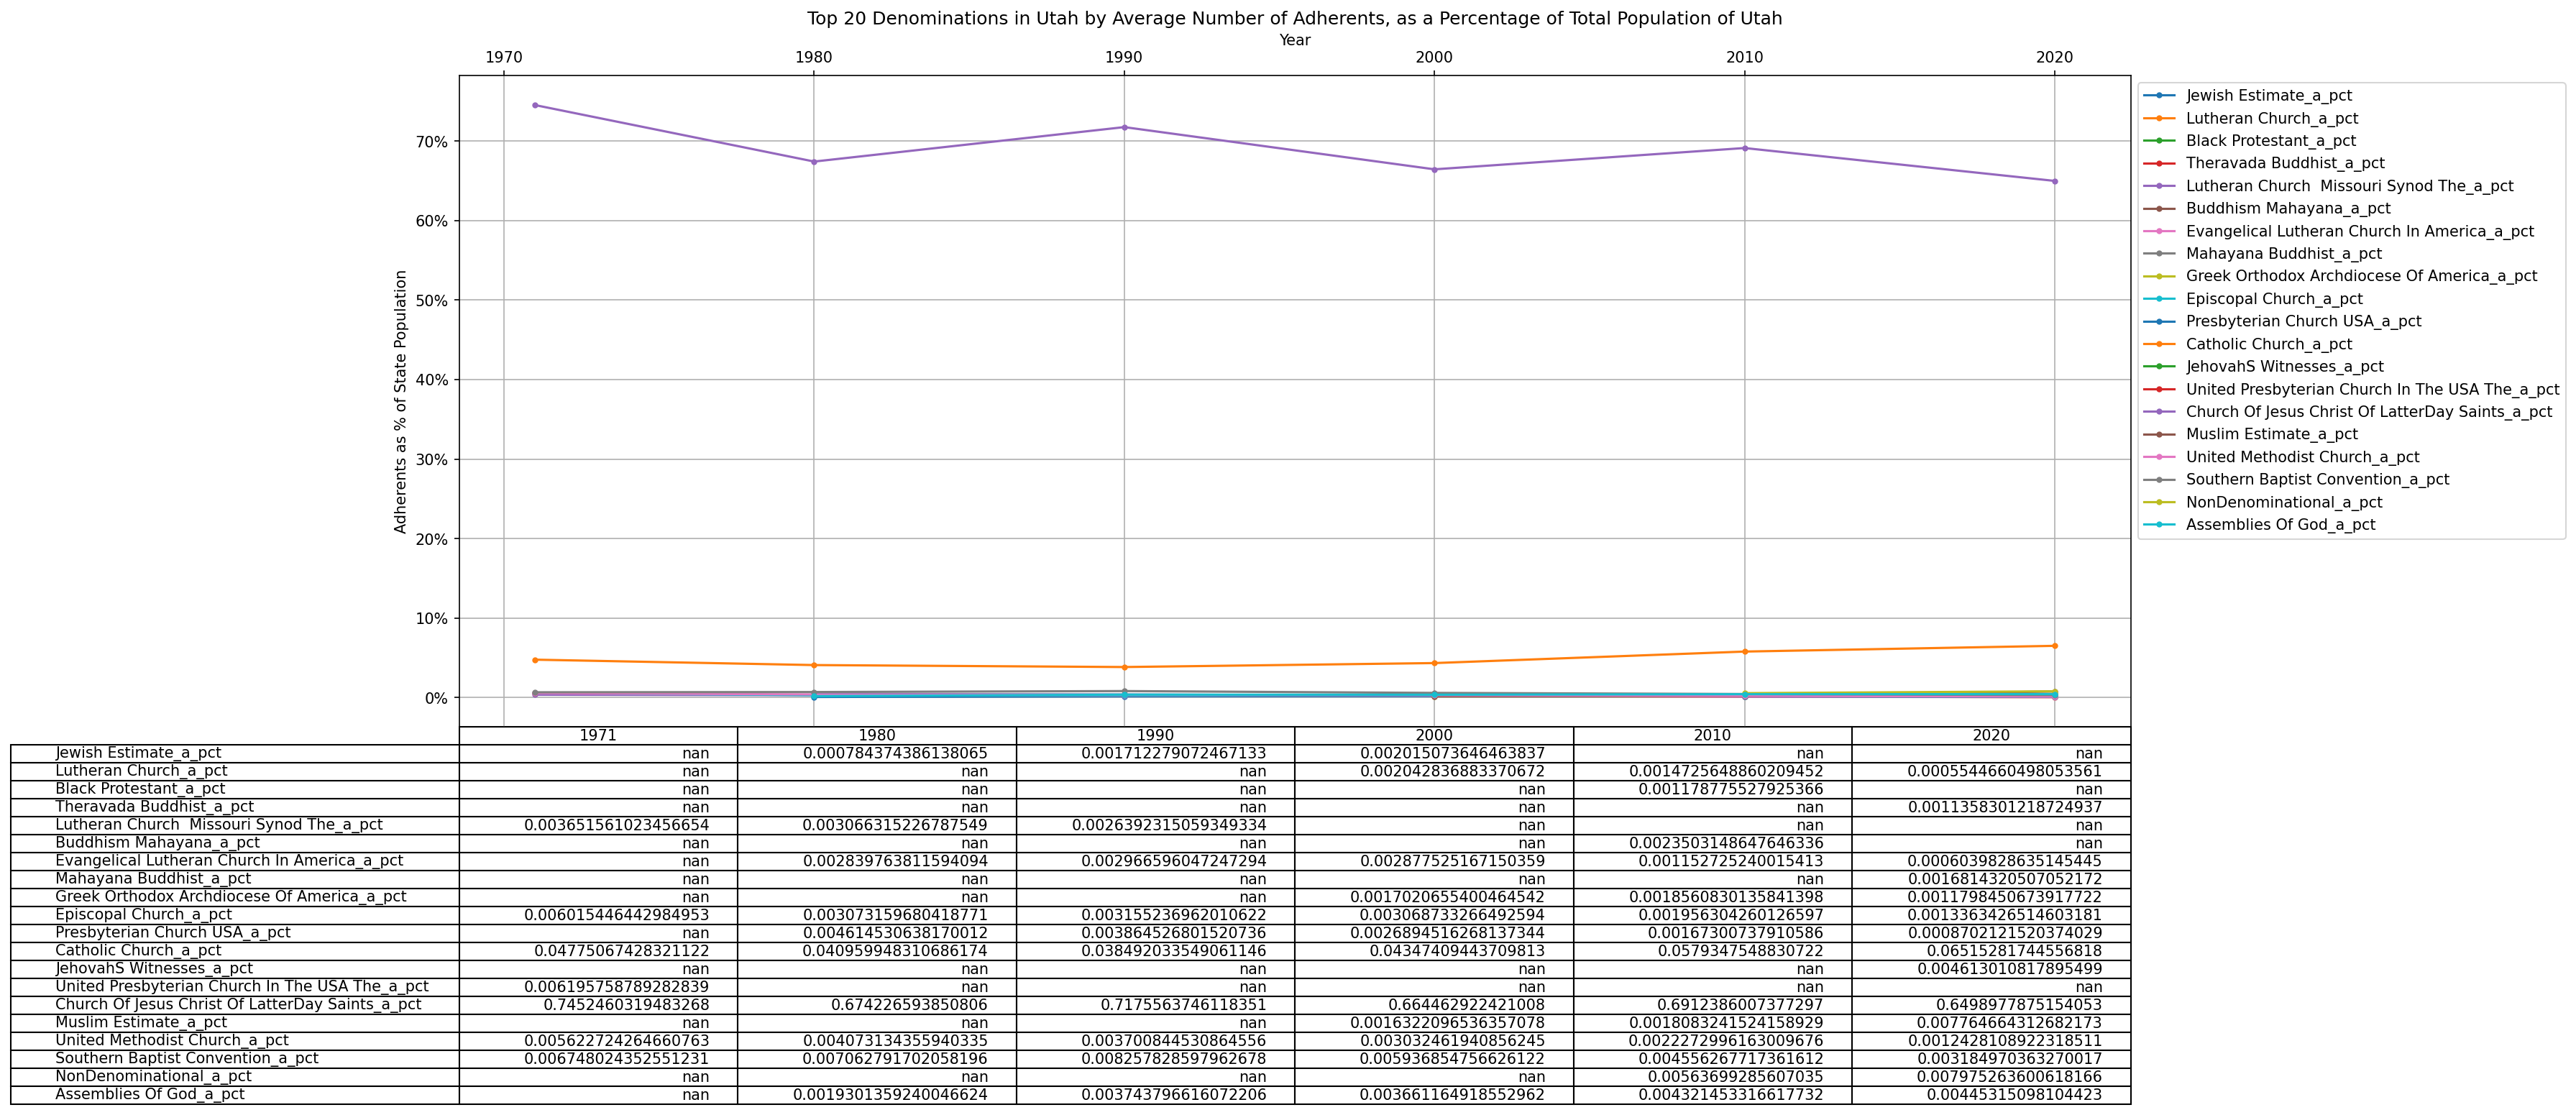 Top 20 Denominations in Utah by Average Number of Adherents, as a Percentage of Total Population of Utah
Year
1970 1980 1990 2000 2010 2020
70%
60%
50%
40%
30%
20%
10%
0%
Adherents as % of State Population
Jewish Estimate_a_pct
Lutheran Church_a_pct
Black Protestant_a_pct
Theravada Buddhist_a_pct
Lutheran Church  Missouri Synod The_a_pct
Buddhism Mahayana_a_pct
Evangelical Lutheran Church In America_a_pct
Mahayana Buddhist_a_pct
Greek Orthodox Archdiocese Of America_a_pct
Episcopal Church_a_pct
Presbyterian Church USA_a_pct
Catholic Church_a_pct
JehovahS Witnesses_a_pct
United Presbyterian Church In The USA The_a_pct
Church Of Jesus Christ Of LatterDay Saints_a_pct
Muslim Estimate_a_pct
United Methodist Church_a_pct
Southern Baptist Convention_a_pct
NonDenominational_a_pct
Assemblies Of God_a_pct
1971 1980 1990 2000 2010 2020
Jewish Estimate_a_pct nan 0.000784374386138065 0.001712279072467133 0.002015073646463837 nan nan
Lutheran Church_a_pct nan nan nan 0.002042836883370672 0.0014725648860209452 0.0005544660498053561
Black Protestant_a_pct nan nan nan nan 0.001178775527925366 nan
Theravada Buddhist_a_pct nan nan nan nan nan 0.0011358301218724937
Lutheran Church  Missouri Synod The_a_pct 0.003651561023456654 0.003066315226787549 0.0026392315059349334 nan nan nan
Buddhism Mahayana_a_pct nan nan nan nan 0.0023503148647646336 nan
Evangelical Lutheran Church In America_a_pct nan 0.002839763811594094 0.002966596047247294 0.002877525167150359 0.001152725240015413 0.0006039828635145445
Mahayana Buddhist_a_pct nan nan nan nan nan 0.0016814320507052172
Greek Orthodox Archdiocese Of America_a_pct nan nan nan 0.0017020655400464542 0.0018560830135841398 0.0011798450673917722
Episcopal Church_a_pct 0.006015446442984953 0.003073159680418771 0.003155236962010622 0.003068733266492594 0.001956304260126597 0.0013363426514603181
Presbyterian Church USA_a_pct nan 0.004614530638170012 0.003864526801520736 0.0026894516268137344 0.00167300737910586 0.0008702121520374029
Catholic Church_a_pct 0.04775067428321122 0.040959948310686174 0.038492033549061146 0.04347409443709813 0.0579347548830722 0.06515281744556818
JehovahS Witnesses_a_pct nan nan nan nan nan 0.004613010817895499
United Presbyterian Church In The USA The_a_pct 0.006195758789282839 nan nan nan nan nan
Church Of Jesus Christ Of LatterDay Saints_a_pct 0.7452460319483268 0.674226593850806 0.7175563746118351 0.664462922421008 0.6912386007377297 0.6498977875154053
Muslim Estimate_a_pct nan nan nan 0.0016322096536357078 0.0018083241524158929 0.007764664312682173
United Methodist Church_a_pct 0.005622724264660763 0.004073134355940335 0.003700844530864556 0.003032461940856245 0.0022272996163009676 0.0012428108922318511
Southern Baptist Convention_a_pct 0.006748024352551231 0.007062791702058196 0.008257828597962678 0.005936854756626122 0.004556267717361612 0.003184970363270017
NonDenominational_a_pct nan nan nan nan 0.00563699285607035 0.007975263600618166
Assemblies Of God_a_pct nan 0.0019301359240046624 0.003743796616072206 0.003661164918552962 0.004321453316617732 0.00445315098104423